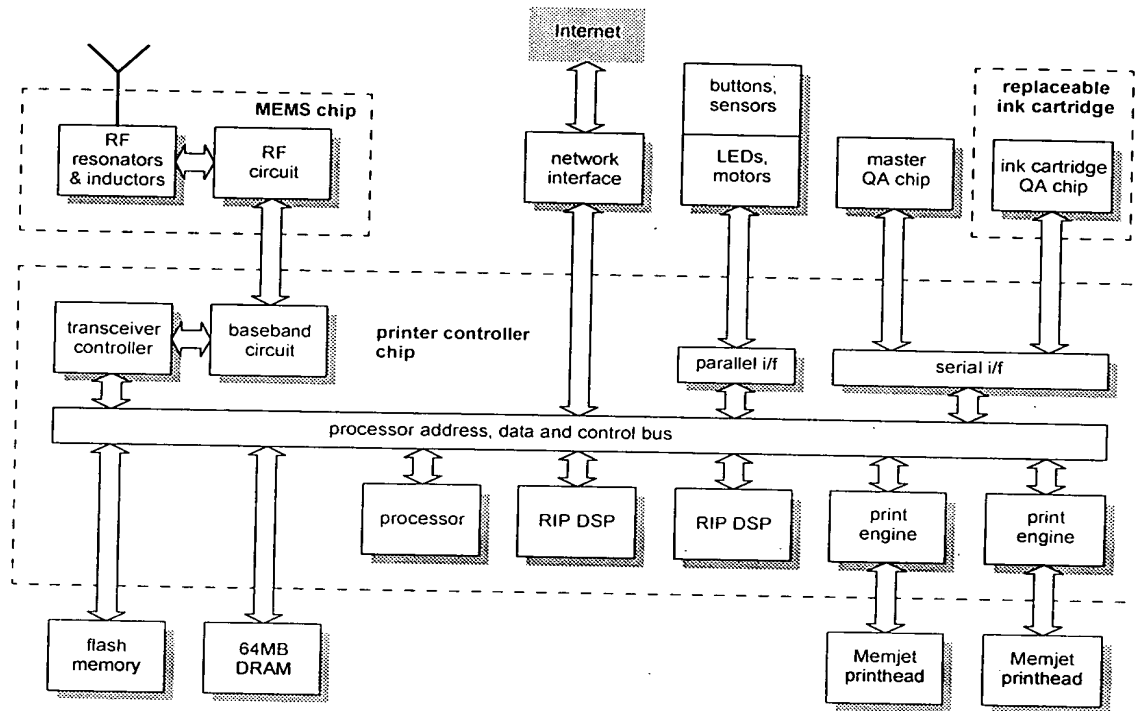 Internet
MEMS chip
RF
resonators
& inductors
RF
circuit
network
interface
buttons,
sensors
LEDs,
motors
master
QA chip
replaceable
ink cartridge
ink cartridge
QA chip
transceiver
controller
baseband
circuit
printer controller
chip
parallel i/f
serial i/f
processor address, data and control bus
processor
RIP DSP
RIP DSP
print
engine
print
engine
flash
memory
64MB
DRAM
Memjet
printhead
Memjet
printhead